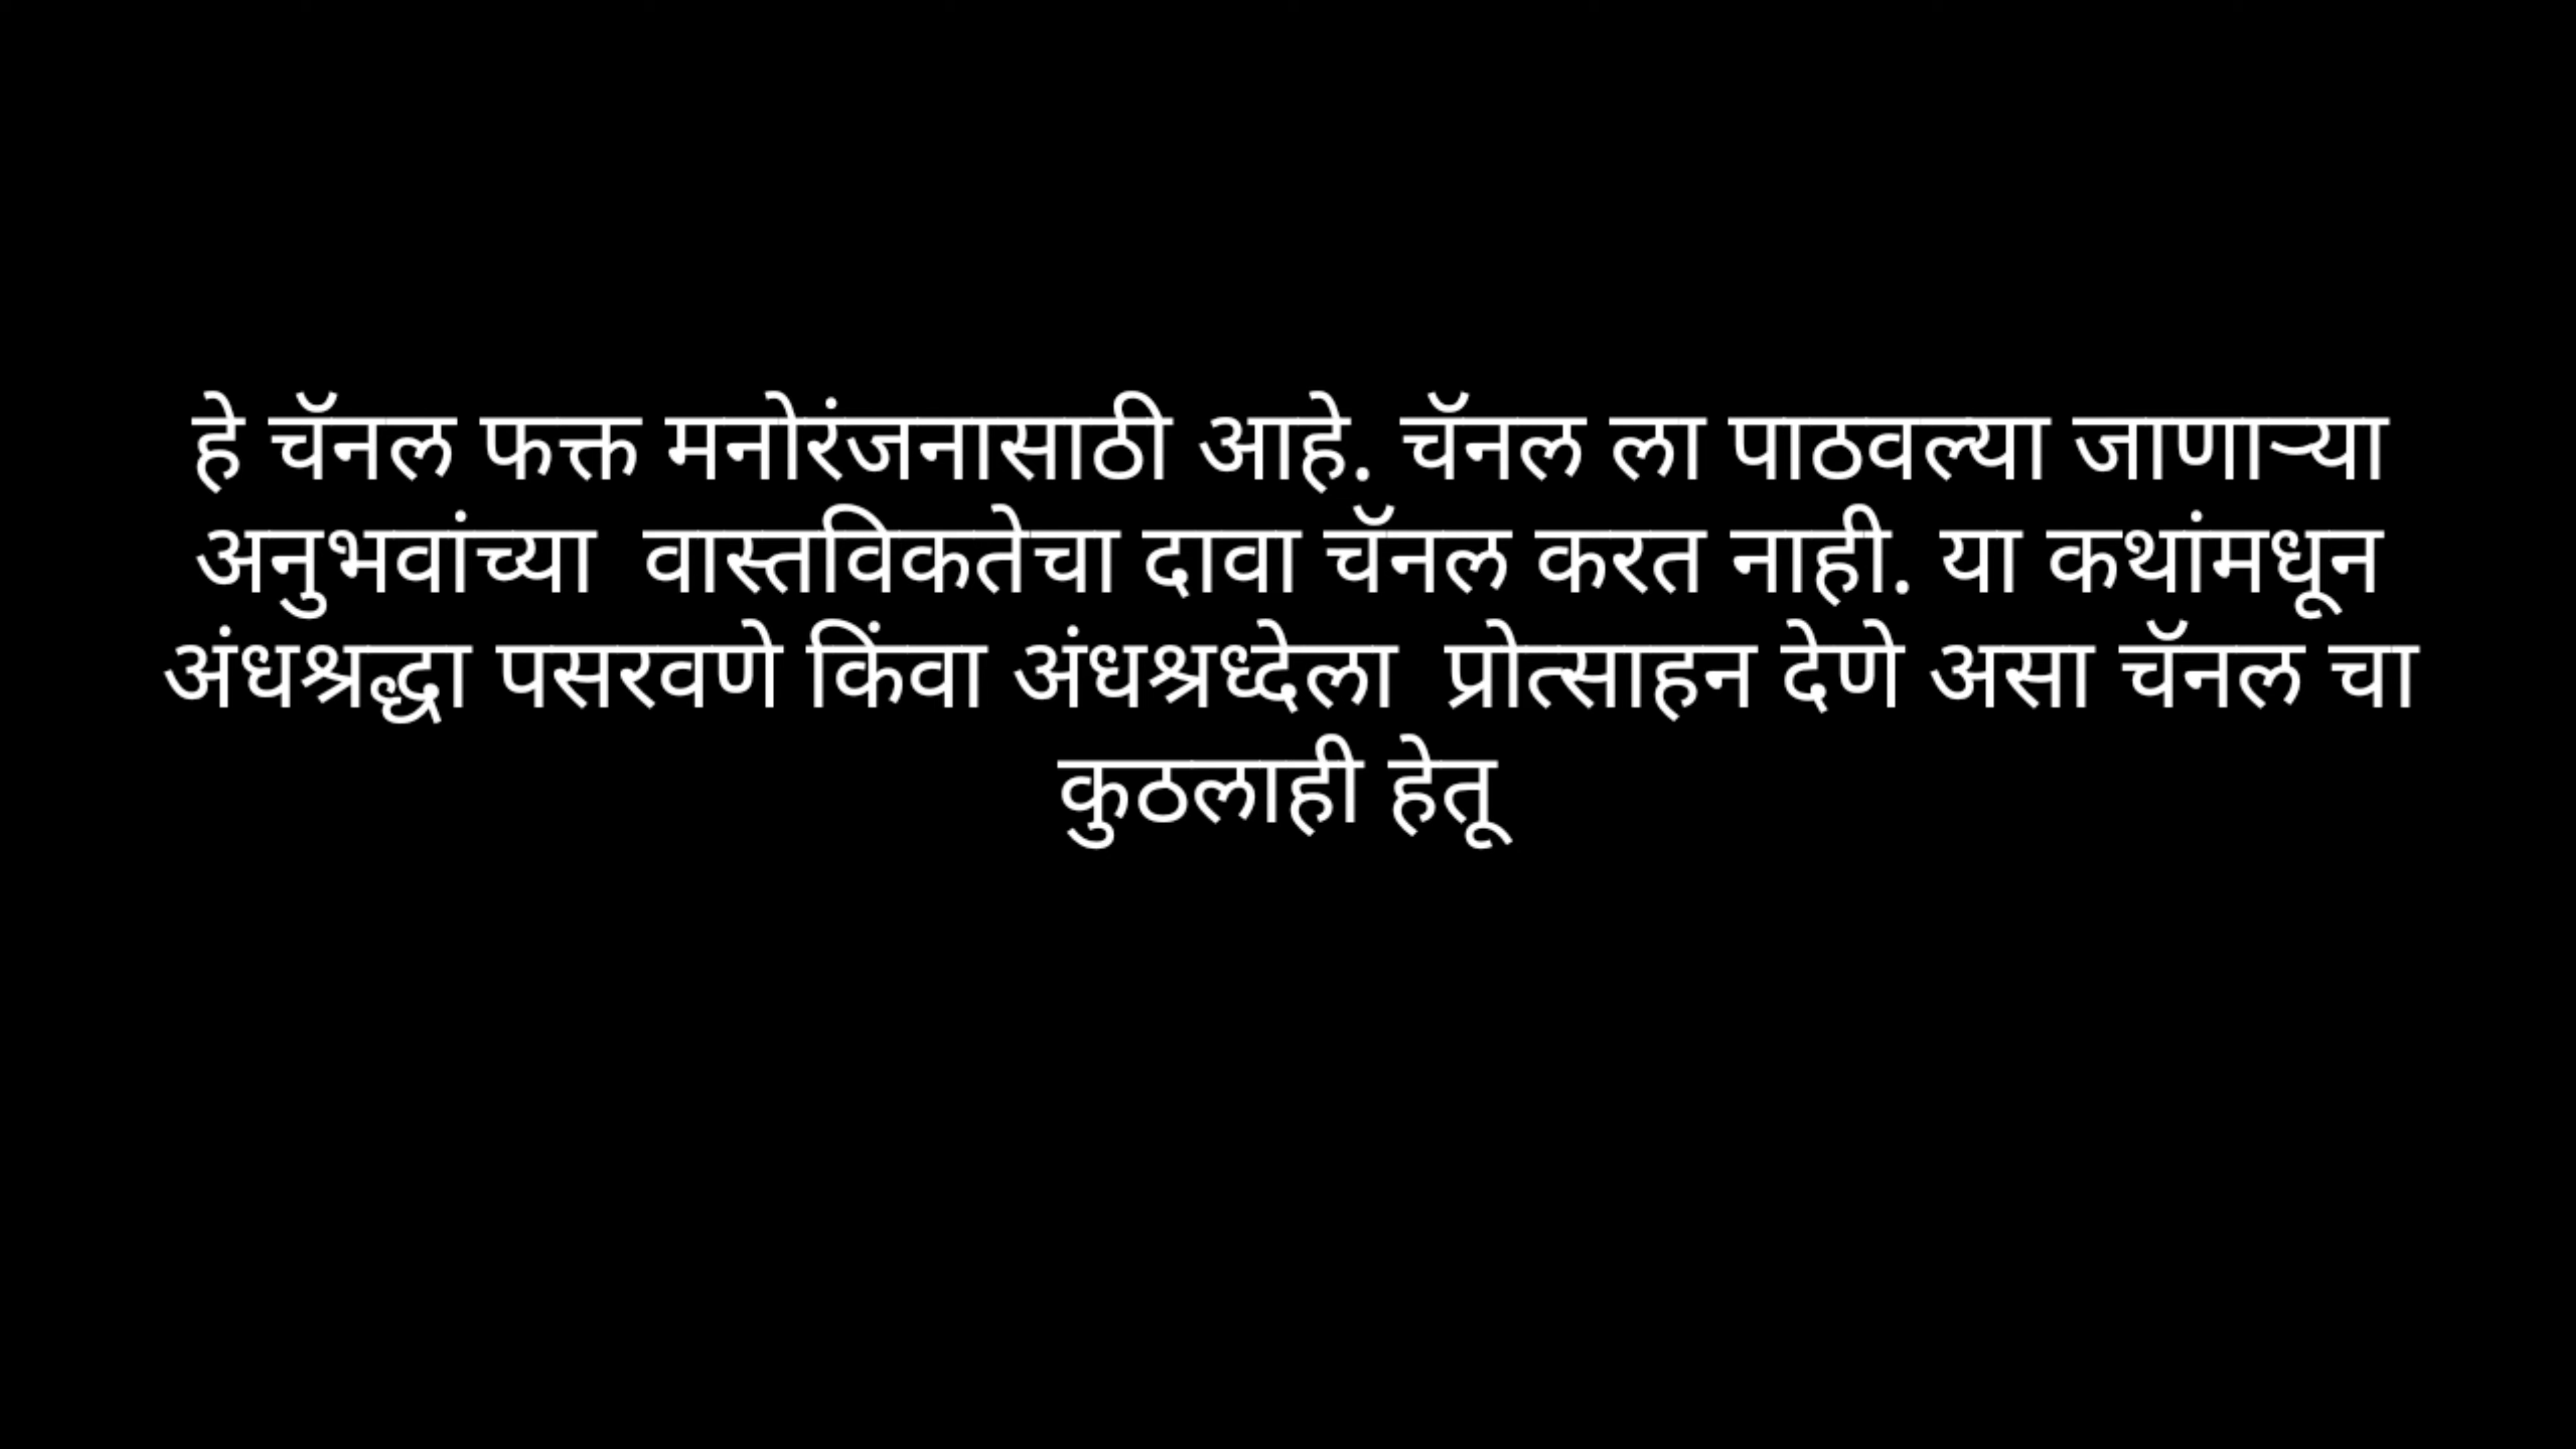 हे चॅनल फक्त मनोरंजनासाठी आहे. चॅनल ला पाठवल्या जाणाऱ्या
अनुभवांच्या  वास्तविकतेचा दावा चॅनल करत नाही. या कथांमधून
अंधश्रद्धा पसरवणे किंवा अंधश्रध्देला  प्रोत्साहन देणे असा चॅनल चा
कुठलाही हेतू